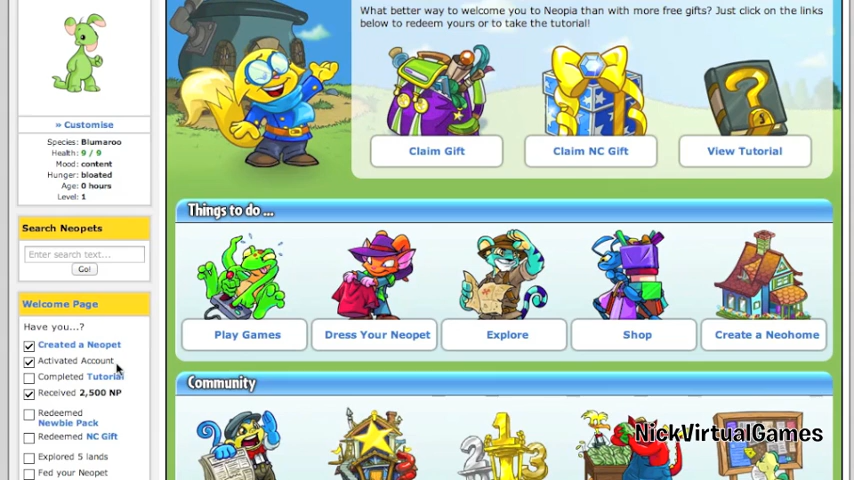 What better way to welcome you to Neopia than with more free gifts? Just click on the links
below to redeem yours or to take the tutorial!
Claim Gift
Claim NC Gift
View Tutorial
» Customise
Species: Blumaroo
Health: 9 / 9
Mood: content
Hunger: bloated
Age: 0 hours
Level: 1
Search Neopets
Enter search text...
Go!
Things to do ...
Play Games
Dress Your Neopet
Explore
Shop
Create a Neohome
Welcome Page
Have you...?
Created a Neopet
Activated Account
Completed Tutorial
Received 2,500 NP
Redeemed
Newbie Pack
Redeemed NC Gift
Explored 5 lands
Fed your Neopet
Community
1
2
3
NickVirtualGames